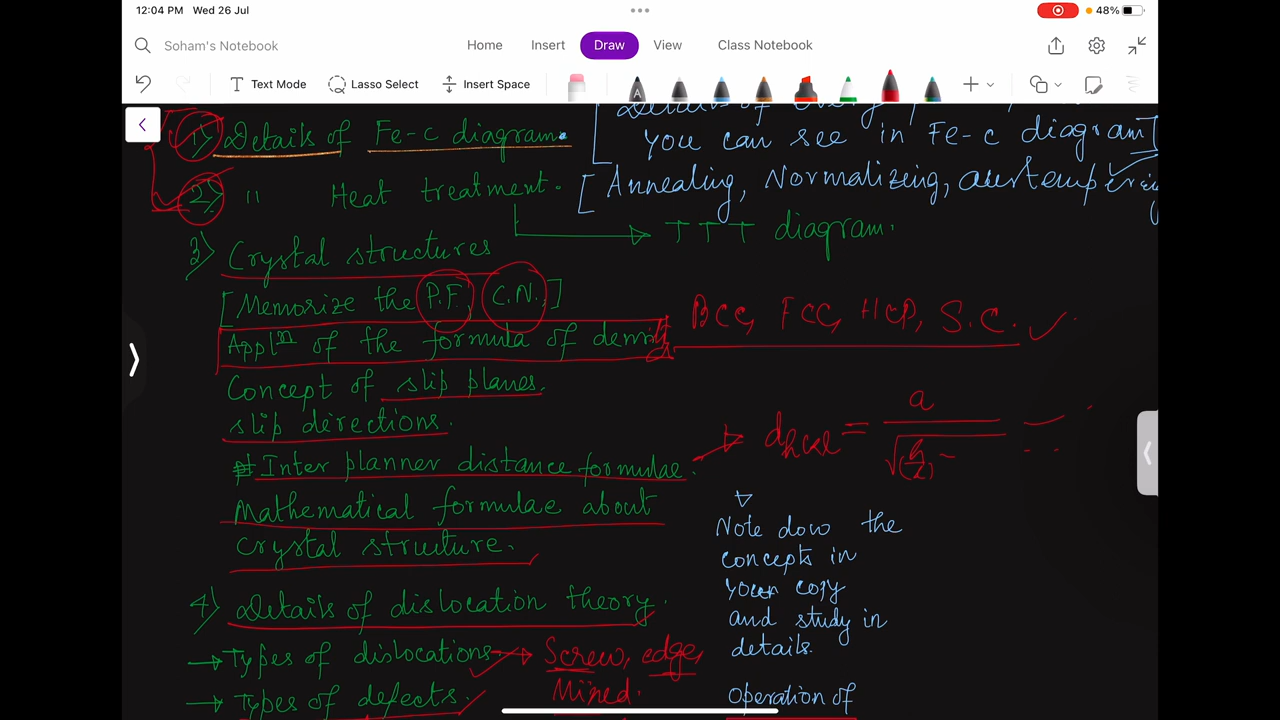 12:04 PM Wed 26 Jul
48%
Soham's Notebook
Home Insert Draw View Class Notebook
Text Mode Lasso Select Insert Space
A
1) Details of Fe-c diagram.
you can see in Fe-c diagram]
2) 11 Heat treatment.
[Annealing, Normalizing, austempering
TTT diagram.
3) Crystal structures
[Memorize the P.F., C.N.,]
BCC, FCC, HCP, S.C.
Appln of the formula of density
Concept of slip planes.
slip directions.
dhkl = a
Inter planner distance formulae.
Mathematical formulae about
crystal structure.
Note dow the
concepts in
your copy
and study in
details.
4) Details of dislocation theory.
→ Types of dislocations → Screw, edge,
Mixed.
→ Types of defects.
Operation of